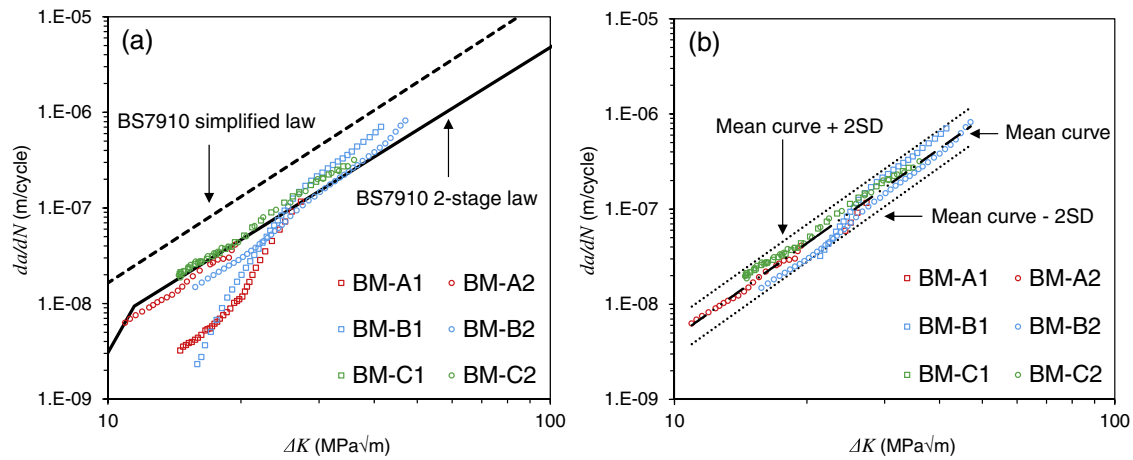 (a)
1.E-05
1.E-06
1.E-07
1.E-08
1.E-09
da/dN (m/cycle)
BS7910 simplified law
BS7910 2-stage law
BM-A1 BM-A2
BM-B1 BM-B2
BM-C1 BM-C2
10 100
ΔK (MPa√m)
(b)
1.E-05
1.E-06
1.E-07
1.E-08
1.E-09
da/dN (m/cycle)
Mean curve + 2SD
Mean curve
Mean curve - 2SD
BM-A1 BM-A2
BM-B1 BM-B2
BM-C1 BM-C2
10 100
ΔK (MPa√m)